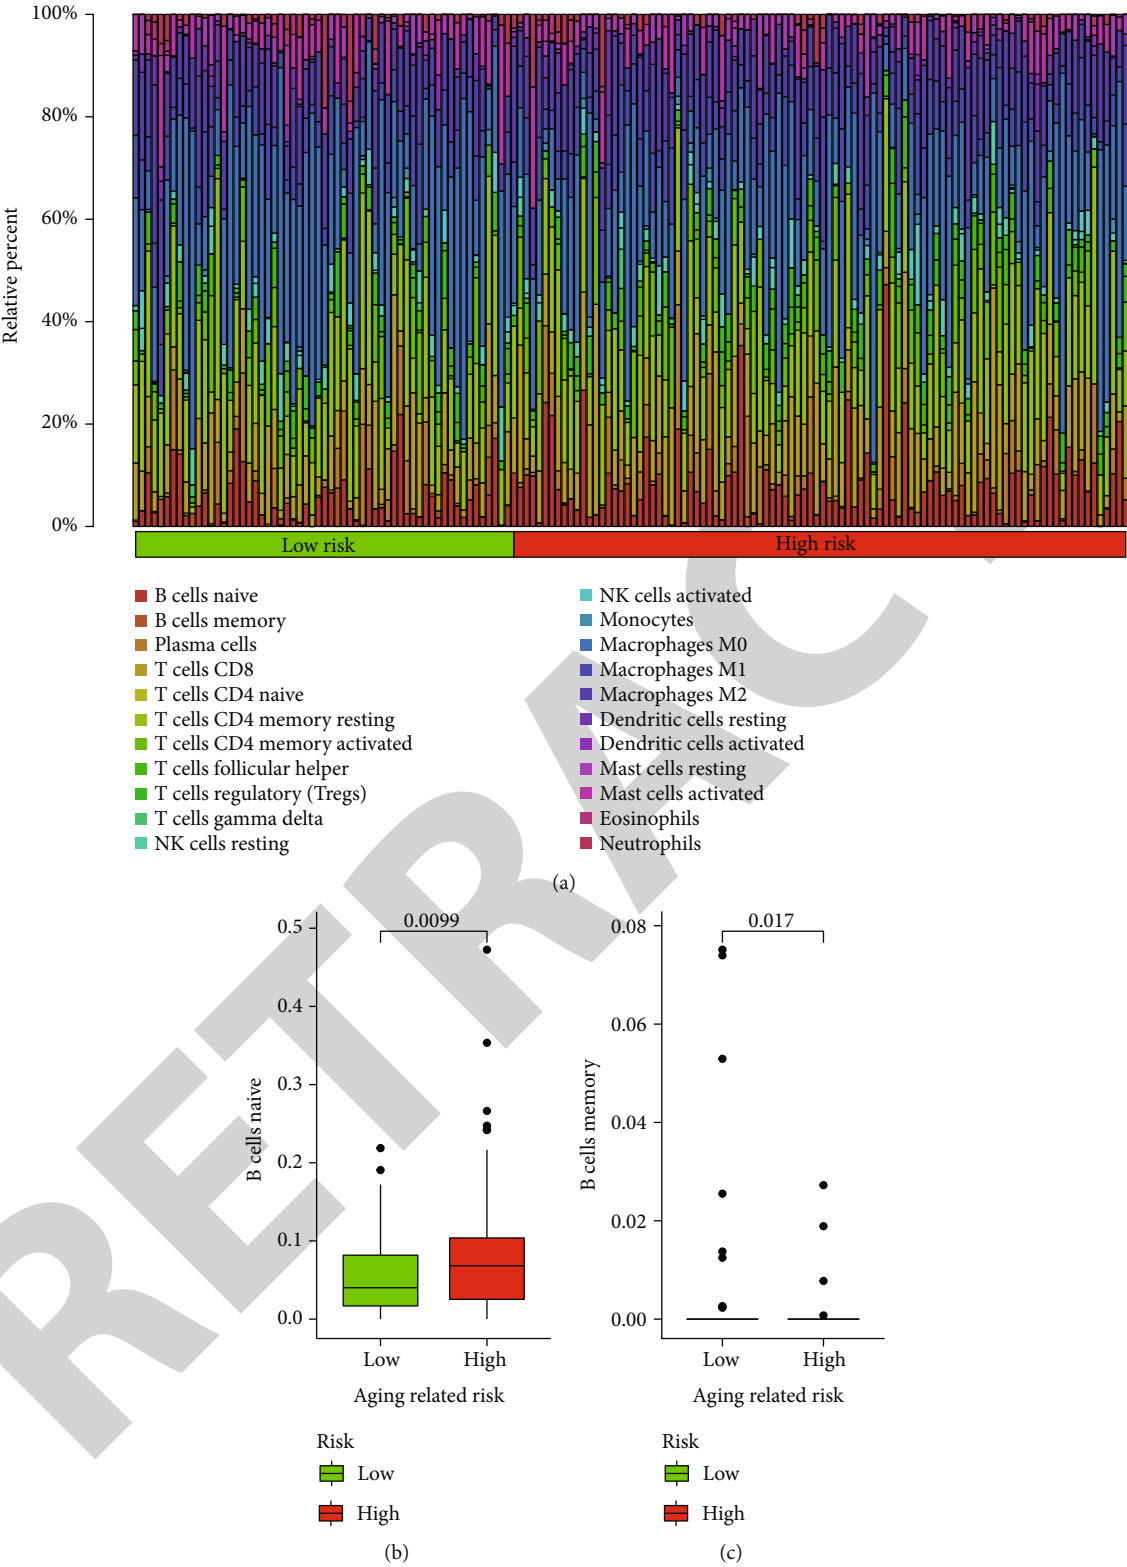 100%
80%
60%
40%
20%
0%
Relative percent
Low risk
High risk
B cells naive
B cells memory
Plasma cells
T cells CD8
T cells CD4 naive
T cells CD4 memory resting
T cells CD4 memory activated
T cells follicular helper
T cells regulatory (Tregs)
T cells gamma delta
NK cells resting
NK cells activated
Monocytes
Macrophages M0
Macrophages M1
Macrophages M2
Dendritic cells resting
Dendritic cells activated
Mast cells resting
Mast cells activated
Eosinophils
Neutrophils
(a)
0.5
0.4
0.3
0.2
0.1
0.0
B cells naive
0.0099
Low
High
Aging related risk
Risk
Low
High
(b)
0.08
0.06
0.04
0.02
0.00
B cells memory
0.017
Low
High
Aging related risk
Risk
Low
High
(c)